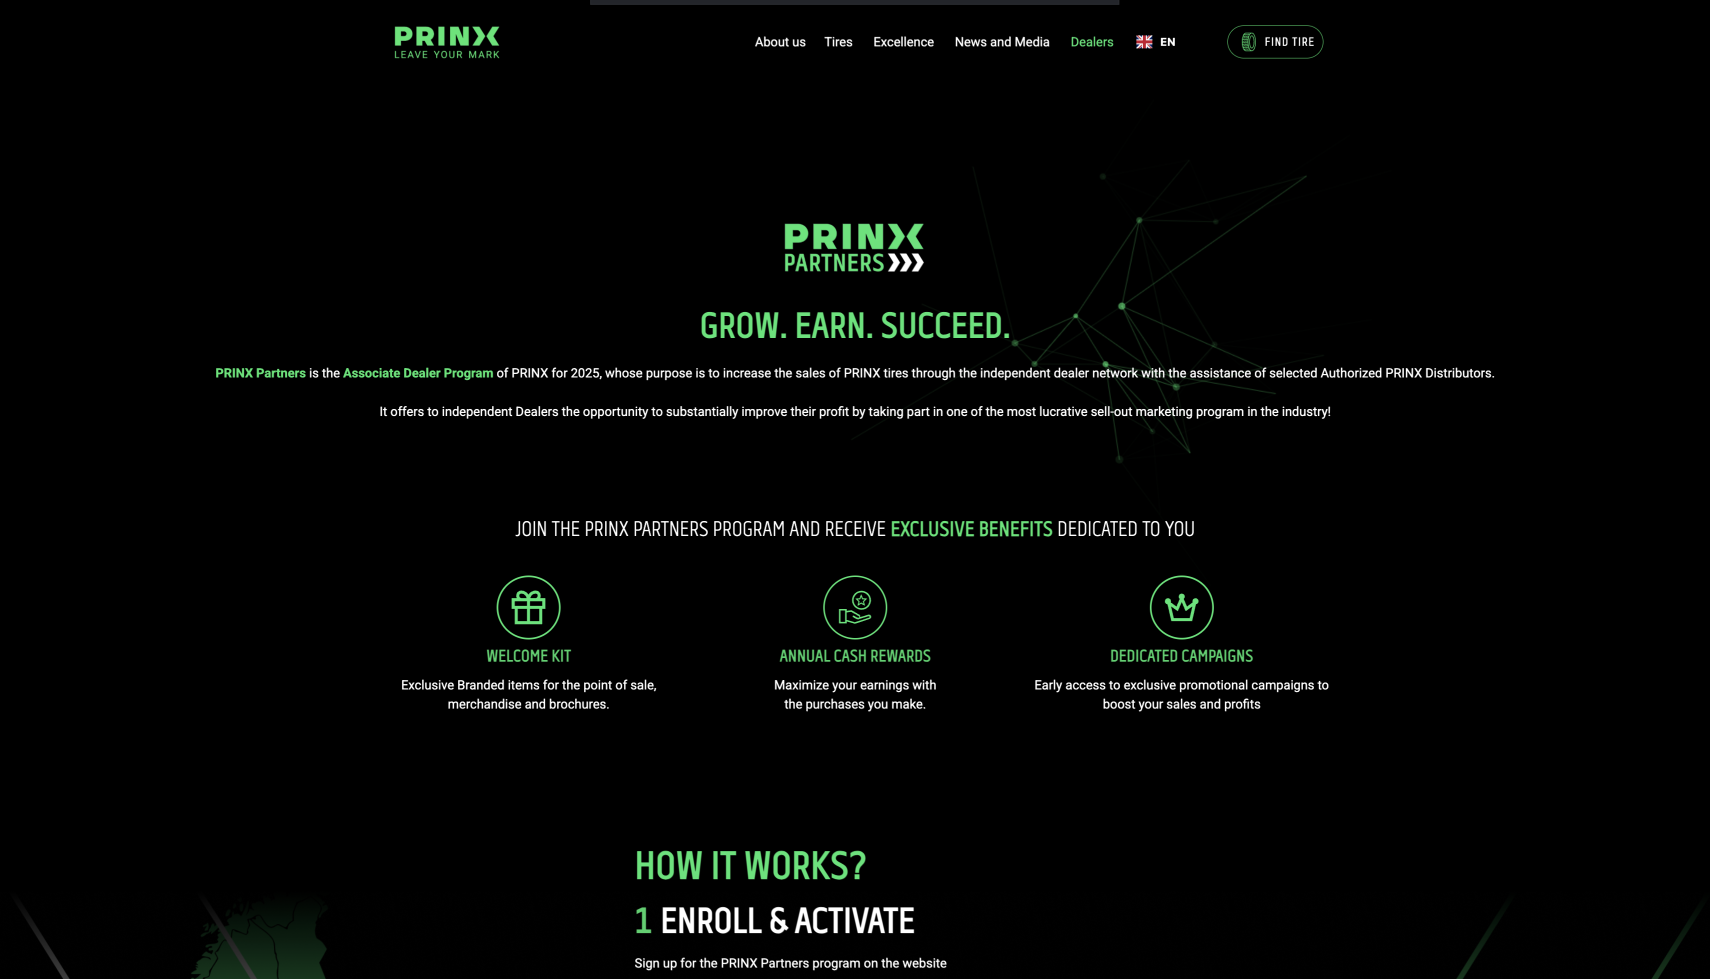 PRINX
LEAVE YOUR MARK
About us
Tires
Excellence
News and Media
Dealers
EN
FIND TIRE
PRINX
PARTNERS
GROW. EARN. SUCCEED.
PRINX Partners is the Associate Dealer Program of PRINX for 2025, whose purpose is to increase the sales of PRINX tires through the independent dealer network with the assistance of selected Authorized PRINX Distributors.
It offers to independent Dealers the opportunity to substantially improve their profit by taking part in one of the most lucrative sell-out marketing program in the industry!
JOIN THE PRINX PARTNERS PROGRAM AND RECEIVE EXCLUSIVE BENEFITS DEDICATED TO YOU
WELCOME KIT
Exclusive Branded items for the point of sale,
merchandise and brochures.
ANNUAL CASH REWARDS
Maximize your earnings with
the purchases you make.
DEDICATED CAMPAIGNS
Early access to exclusive promotional campaigns to
boost your sales and profits
HOW IT WORKS?
1 ENROLL & ACTIVATE
Sign up for the PRINX Partners program on the website